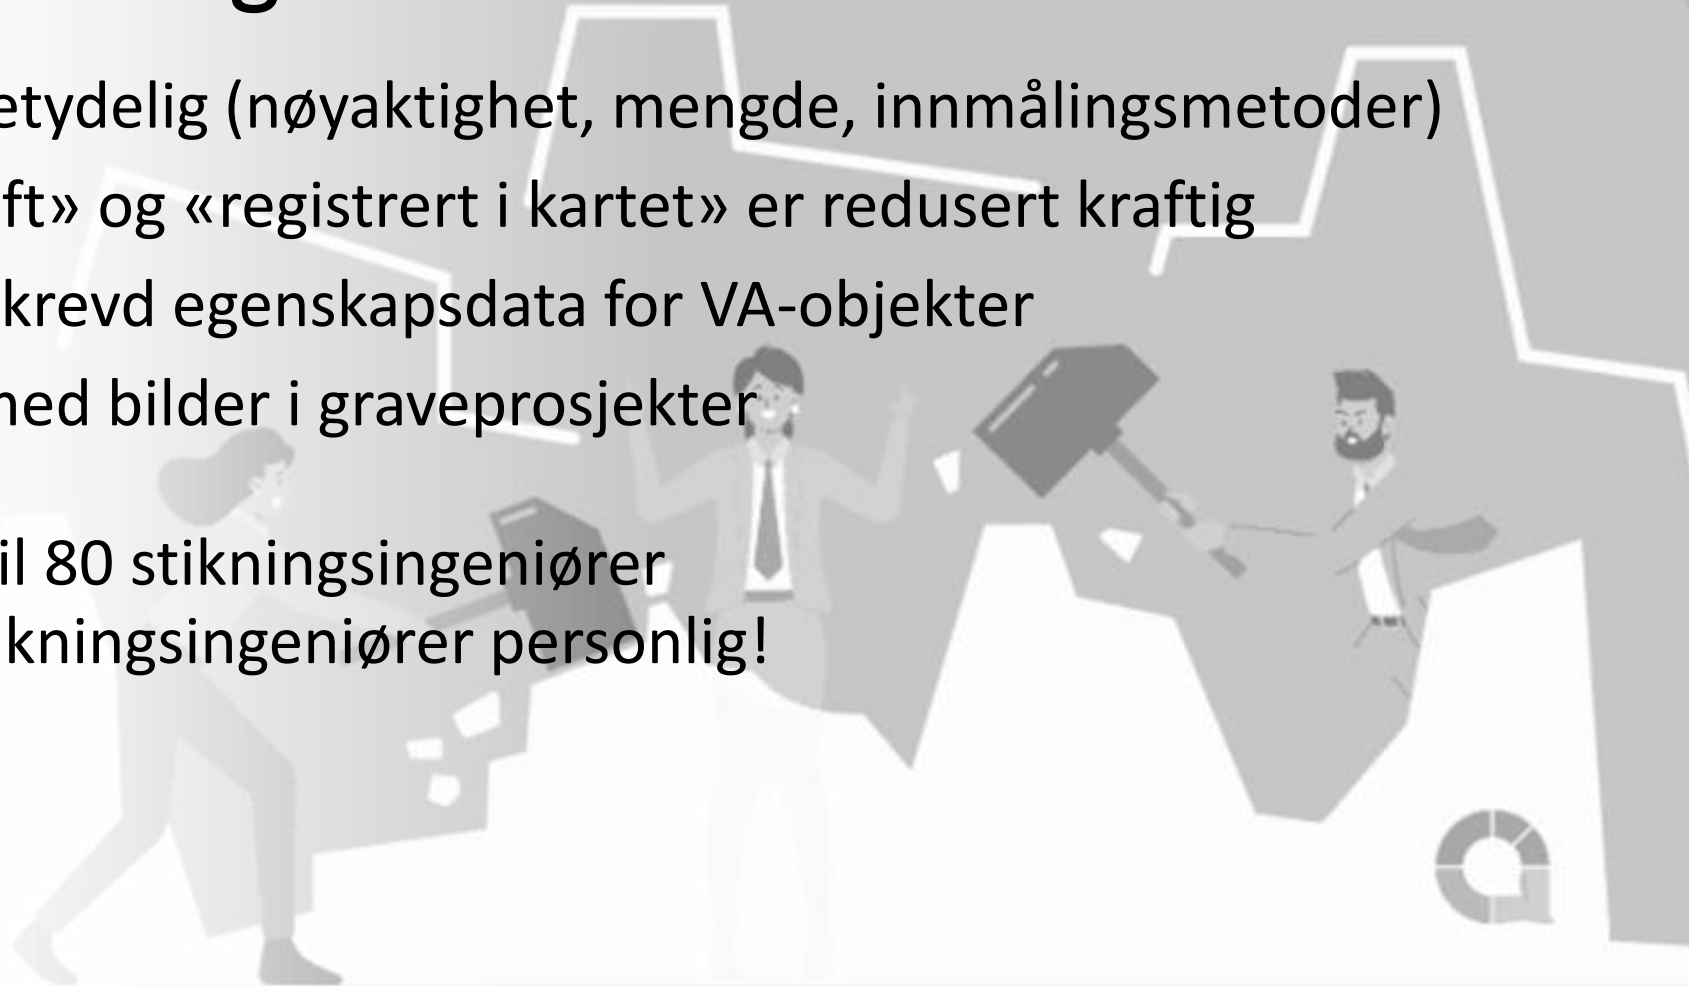 etydelig (nøyaktighet, mengde, innmålingsmetoder)
ft» og «registrert i kartet» er redusert kraftig
krevd egenskapsdata for VA-objekter
ned bilder i graveprosjekter
il 80 stikningsingeniører
kningsingeniører personlig!